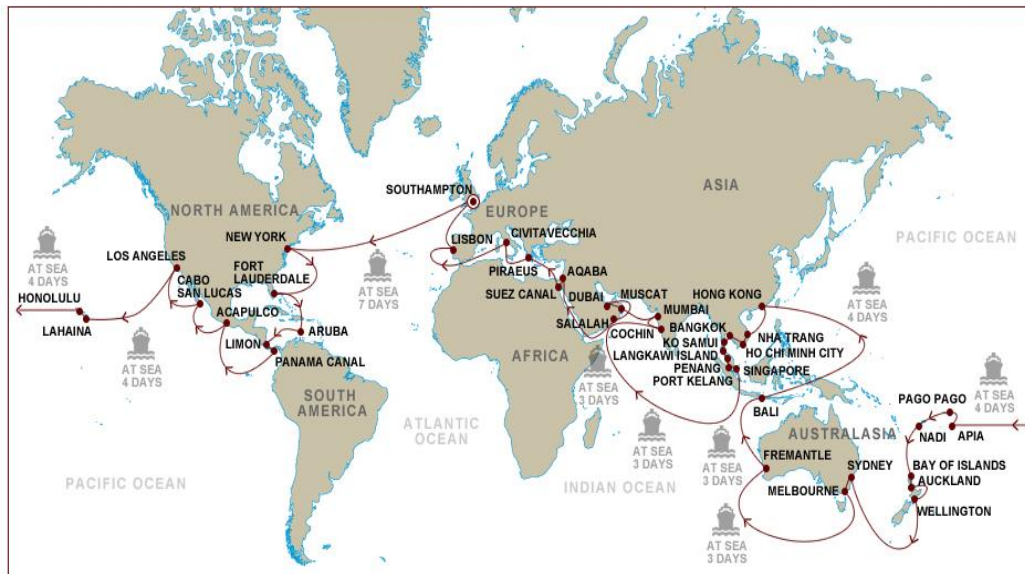 SOUTHAMPTON
NORTH AMERICA
EUROPE
ASIA
NEW YORK
LISBON
CIVITAVECCHIA
PACIFIC OCEAN
AT SEA
4 DAYS
LOS ANGELES
FORT
LAUDERDALE
AT SEA
7 DAYS
PIRAEUS
AQABA
HONOLULU
CABO
SAN LUCAS
SUEZ CANAL
DUBAI
MUSCAT
HONG KONG
AT SEA
4 DAYS
LAHAINA
ACAPULCO
MUMBAI
ARUBA
SALALAH
COCHIN
BANGKOK
NHA TRANG
LIMON
KO SAMUI
HO CHI MINH CITY
PANAMA CANAL
AFRICA
LANGKAWI ISLAND
AT SEA
4 DAYS
PENANG
SINGAPORE
AT SEA
3 DAYS
PORT KELANG
AT SEA
4 DAYS
SOUTH
AMERICA
BALI
PAGO PAGO
ATLANTIC
OCEAN
AUSTRALASIA
NADI
APIA
AT SEA
3 DAYS
AT SEA
3 DAYS
FREMANTLE
SYDNEY
BAY OF ISLANDS
AUCKLAND
PACIFIC OCEAN
INDIAN OCEAN
MELBOURNE
WELLINGTON
AT SEA
3 DAYS